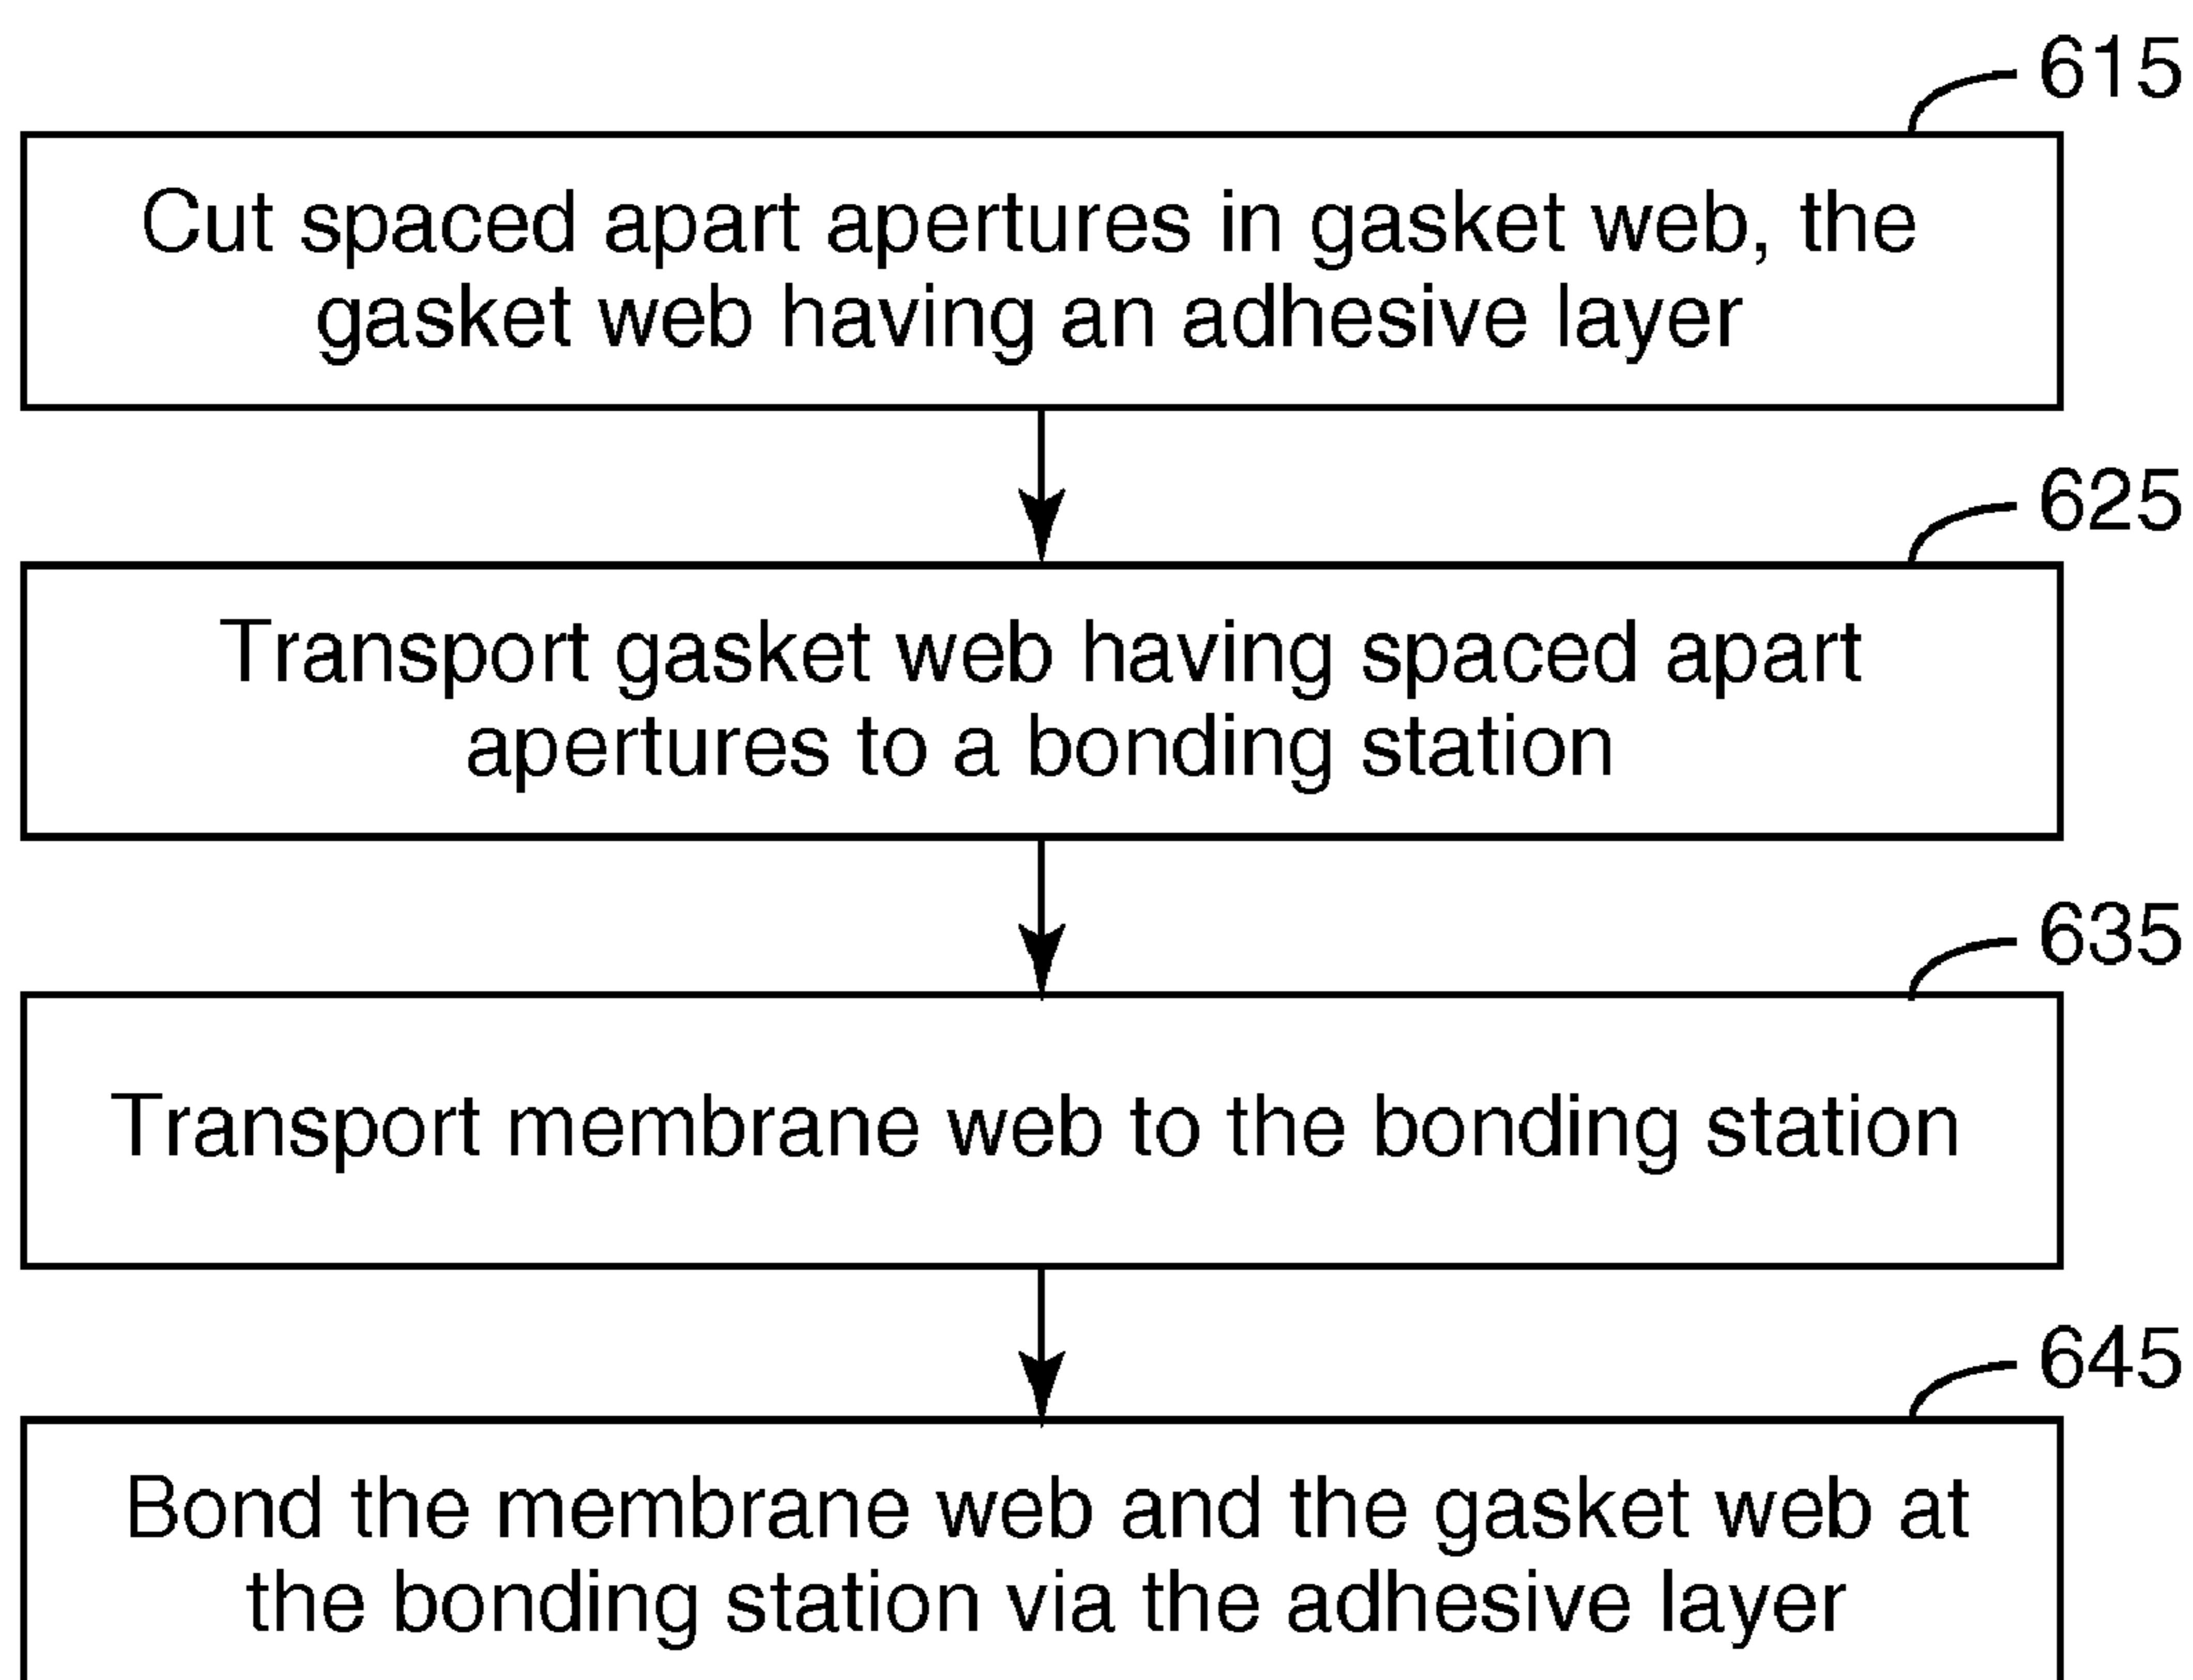 615
Cut spaced apart apertures in gasket web, the
gasket web having an adhesive layer
625
Transport gasket web having spaced apart
apertures to a bonding station
635
Transport membrane web to the bonding station
645
Bond the membrane web and the gasket web at
the bonding station via the adhesive layer